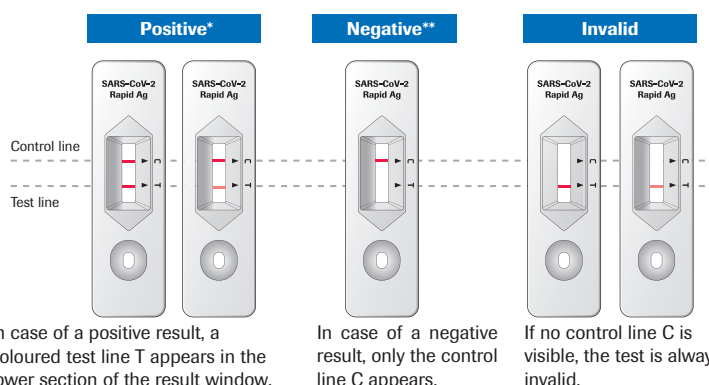 Positive*
Negative**
Invalid
SARS-CoV-2
Rapid Ag
SARS-CoV-2
Rapid Ag
SARS-CoV-2
Rapid Ag
SARS-CoV-2
Rapid Ag
SARS-CoV-2
Rapid Ag
Control line
C
C
C
C
C
Test line
T
T
T
T
T
n case of a positive result, a
oloured test line T appears in the
ower section of the result window.
In case of a negative
result, only the control
line C appears.
If no control line C is
visible, the test is alway
invalid.